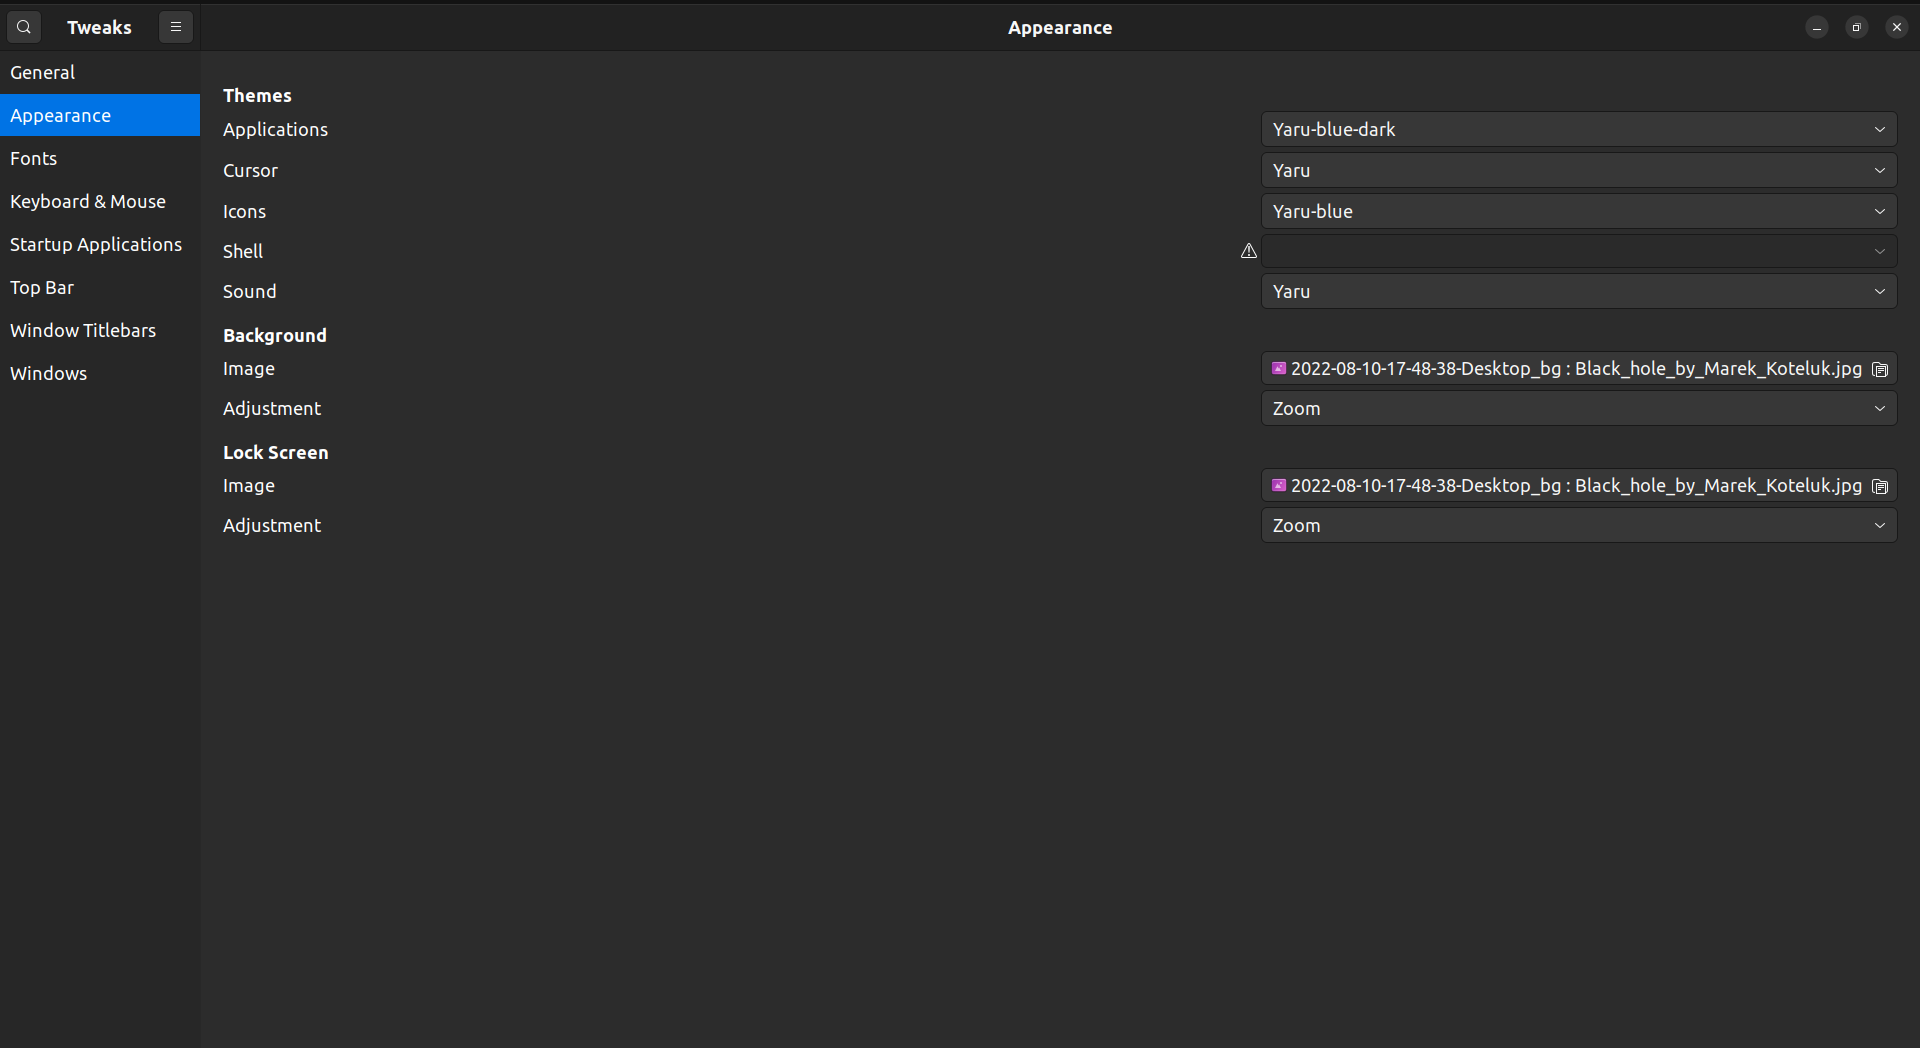 Tweaks
Appearance
General
Appearance
Fonts
Keyboard & Mouse
Startup Applications
Top Bar
Window Titlebars
Windows
Themes
Applications Yaru-blue-dark
Cursor Yaru
Icons Yaru-blue
Shell
Sound Yaru
Background
Image 2022-08-10-17-48-38-Desktop_bg : Black_hole_by_Marek_Koteluk.jpg
Adjustment Zoom
Lock Screen
Image 2022-08-10-17-48-38-Desktop_bg : Black_hole_by_Marek_Koteluk.jpg
Adjustment Zoom